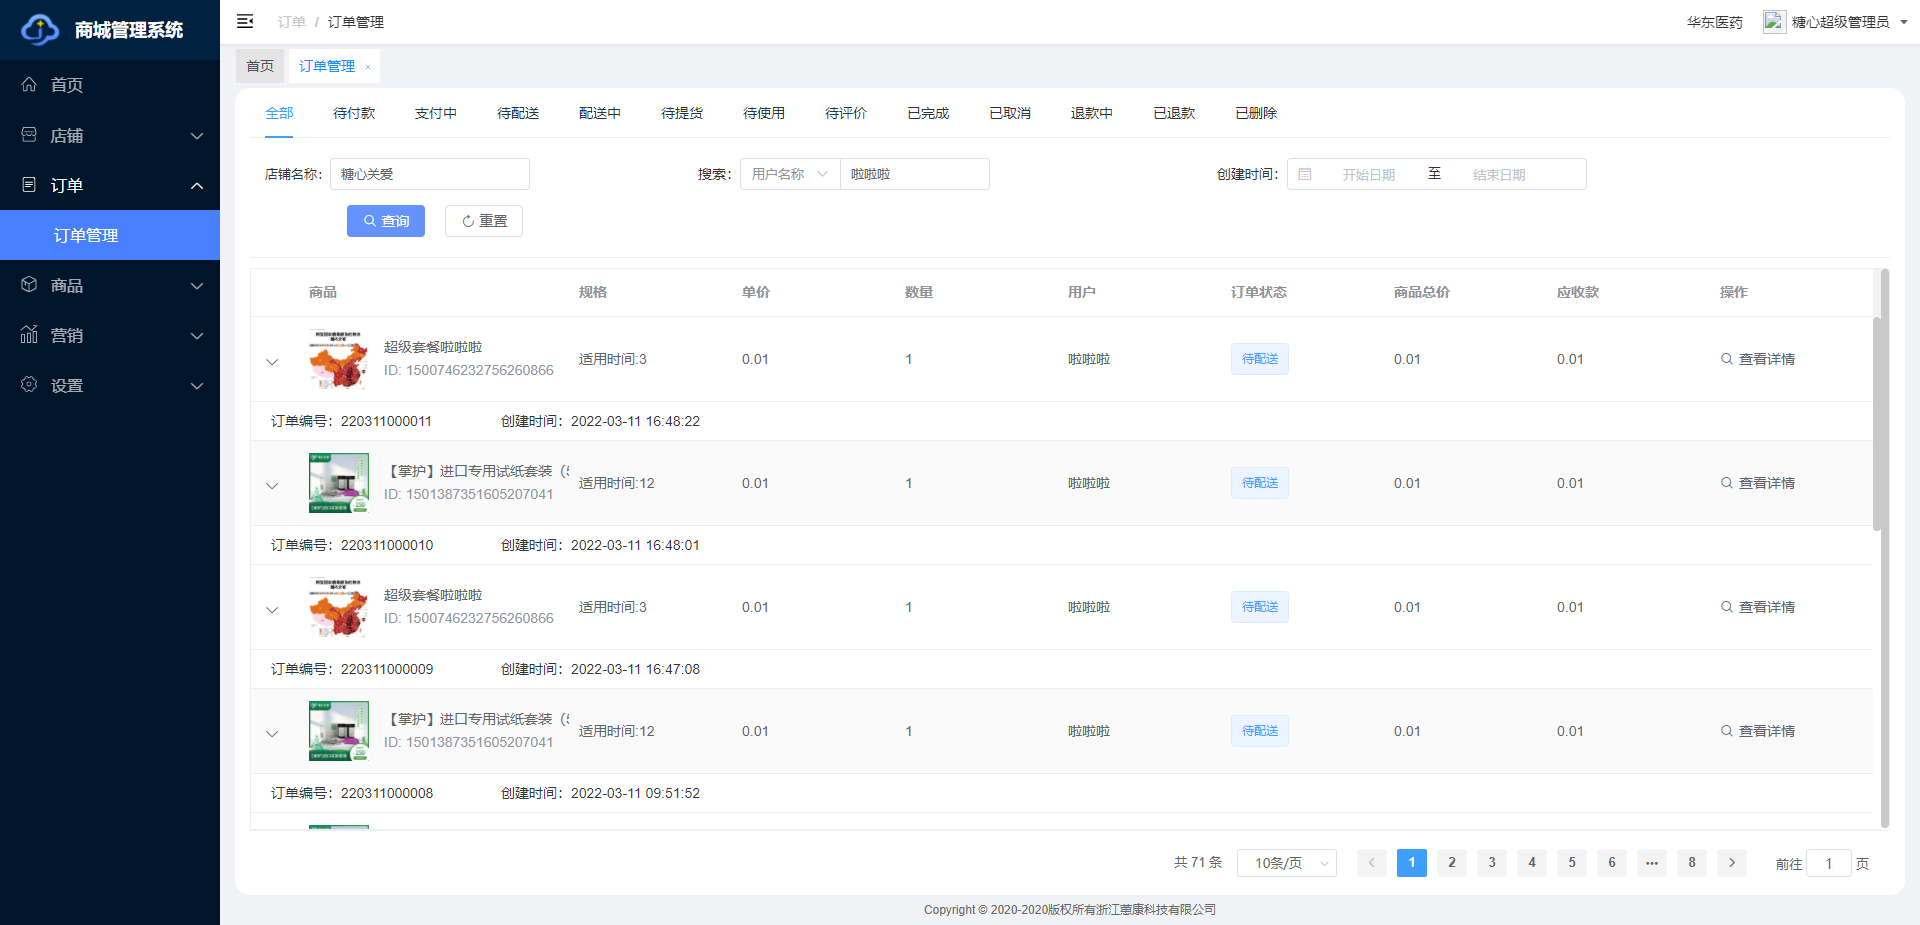 商城管理系统
订单 / 订单管理
华东医药
糖心超级管理员
首页
订单管理 ×
首页
店铺
订单
订单管理
商品
营销
设置
全部 待付款 支付中 待配送 配送中 待提货 待使用 待评价 已完成 已取消 退款中 已退款 已删除
店铺名称: 糖心关爱 搜索: 用户名称 啦啦啦 创建时间: 开始日期 至 结束日期
查询 重置
商品 规格 单价 数量 用户 订单状态 商品总价 应收款 操作
超级套餐啦啦啦
ID: 1500746232756260866
适用时间:3 0.01 1 啦啦啦 待配送 0.01 0.01 查看详情
订单编号: 220311000011 创建时间: 2022-03-11 16:48:22
【掌护】进口专用试纸套装（5
ID: 1501387351605207041
适用时间:12 0.01 1 啦啦啦 待配送 0.01 0.01 查看详情
订单编号: 220311000010 创建时间: 2022-03-11 16:48:01
超级套餐啦啦啦
ID: 1500746232756260866
适用时间:3 0.01 1 啦啦啦 待配送 0.01 0.01 查看详情
订单编号: 220311000009 创建时间: 2022-03-11 16:47:08
【掌护】进口专用试纸套装（5
ID: 1501387351605207041
适用时间:12 0.01 1 啦啦啦 待配送 0.01 0.01 查看详情
订单编号: 220311000008 创建时间: 2022-03-11 09:51:52
共 71 条 10条/页 1 2 3 4 5 6 ··· 8 前往 1 页
Copyright © 2020-2020版权所有浙江蕙康科技有限公司